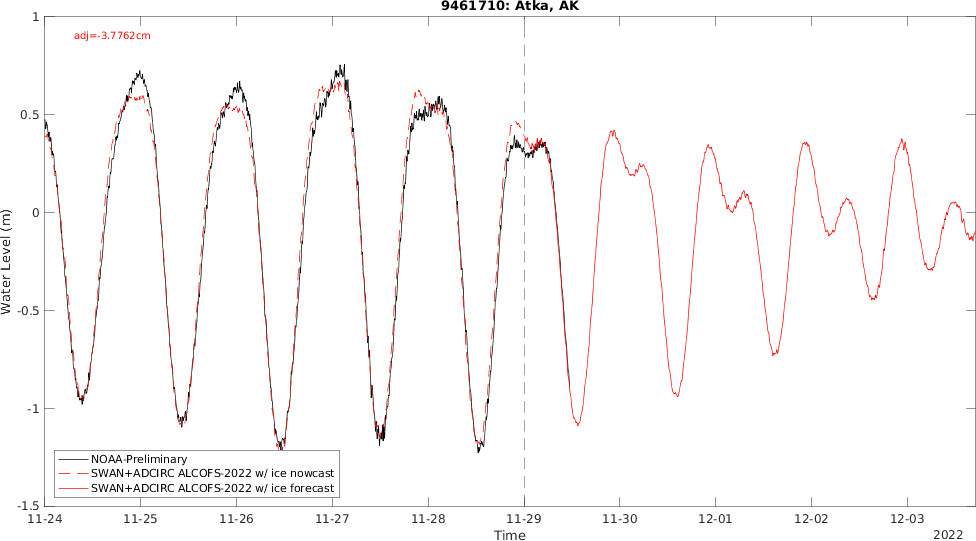 9461710: Atka, AK
adj=-3.7762cm
Water Level (m)
1
0.5
0
-0.5
-1
-1.5
NOAA-Preliminary
SWAN+ADCIRC ALCOFS-2022 w/ ice nowcast
SWAN+ADCIRC ALCOFS-2022 w/ ice forecast
11-24 11-25 11-26 11-27 11-28 11-29 11-30 12-01 12-02 12-03
Time
2022